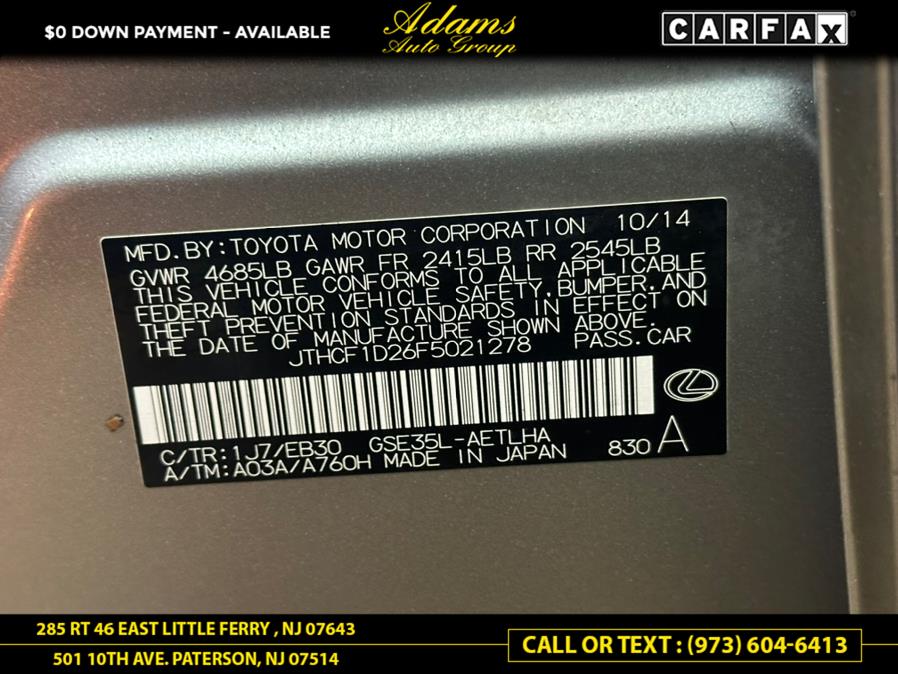 $0 DOWN PAYMENT - AVAILABLE
Adams
Auto Group
CARFAX
MFD.BY:TOYOTA MOTOR CORPORATION 10/14
GVWR 4685LB GAWR FR 2415LB RR 2545LB
THIS VEHICLE CONFORMS TO ALL APPLICABLE
FEDERAL MOTOR VEHICLE SAFETY,BUMPER,AND
THEFT PREVENTION STANDARDS IN EFFECT ON
THE DATE OF MANUFACTURE SHOWN ABOVE.
JTHCF1D26F5021278 PASS.CAR
C/TR:1J7/EB30 GSE35L-AETLHA
A/TM:A03A/A760H MADE IN JAPAN 830 A
285 RT 46 EAST LITTLE FERRY , NJ 07643
501 10TH AVE. PATERSON, NJ 07514
CALL OR TEXT : (973) 604-6413